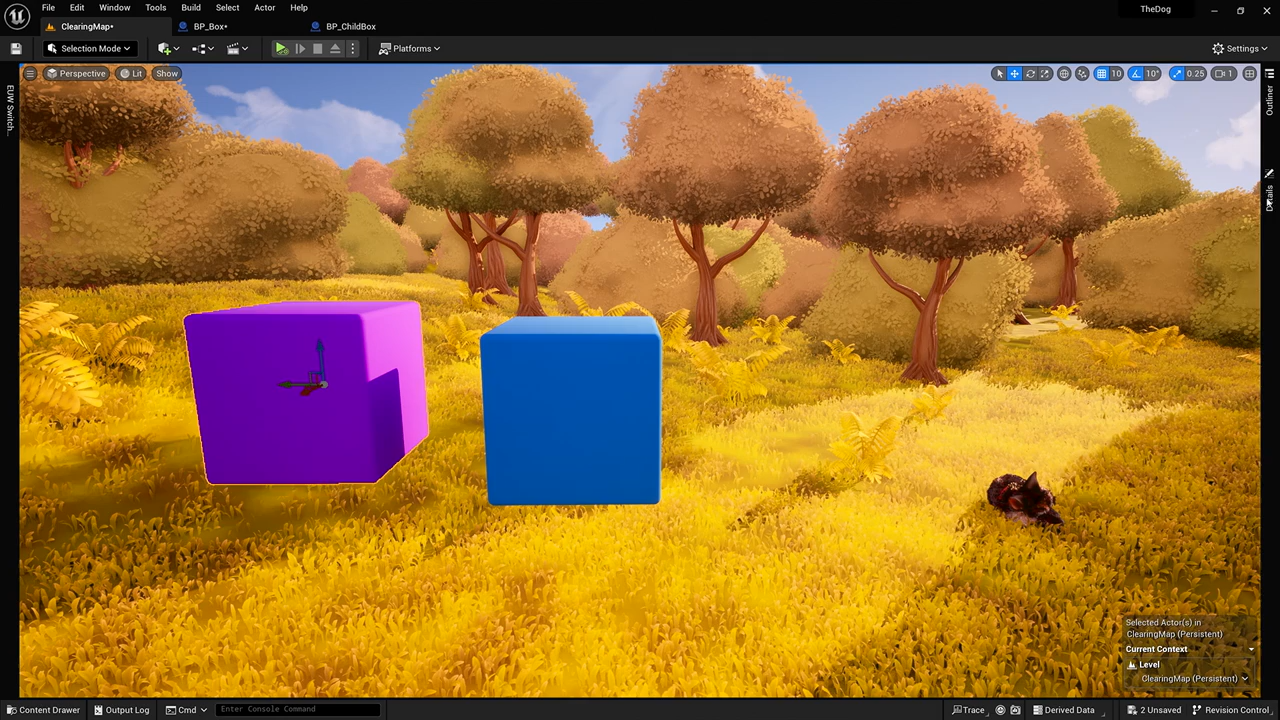 File Edit Window Tools Build Select Actor Help
TheDog
ClearingMap*
BP_Box*
BP_ChildBox
Selection Mode
Platforms
Settings
Perspective
Lit
Show
10
10°
0.25
1
EUW Switch...
Outliner
Details
Selected Actor(s) in
ClearingMap (Persistent)
Current Context
Level
ClearingMap (Persistent)
Content Drawer
Output Log
Cmd
Enter Console Command
Trace
Derived Data
2 Unsaved
Revision Control